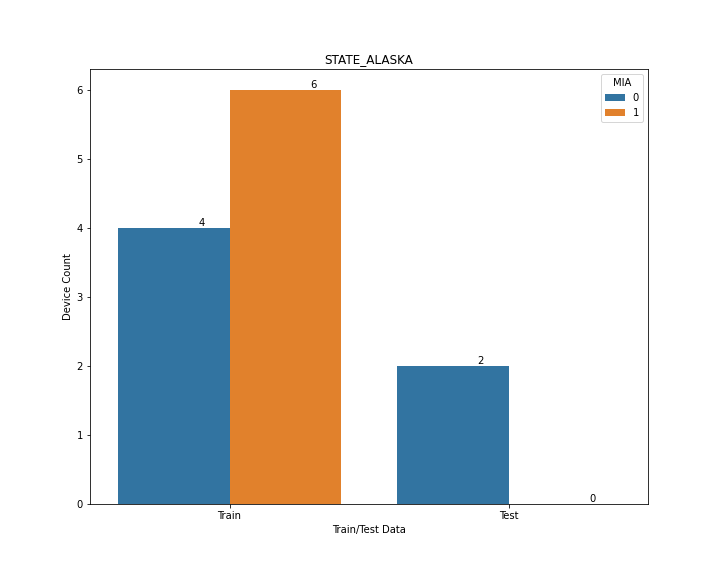 STATE_ALASKA
MIA
0
1
6
5
4
3
2
1
0
Device Count
4
6
2
0
Train
Test
Train/Test Data